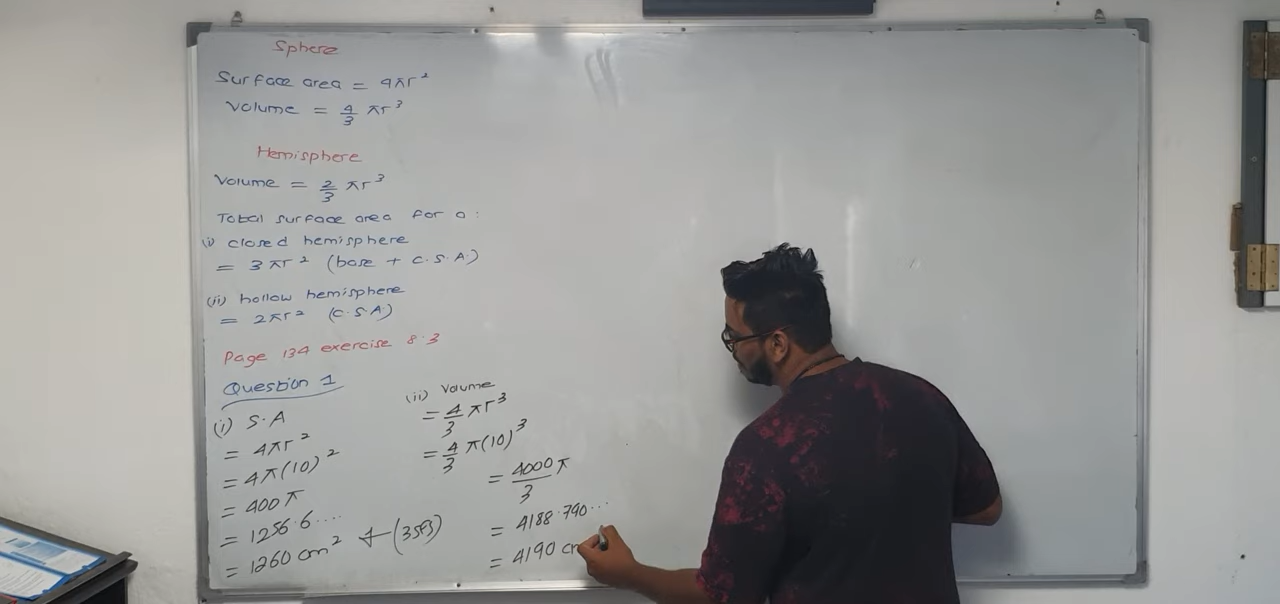 Sphere
Surface area = 4πr²
Volume = 4/3 πr³
Hemisphere
Volume = 2/3 πr³
Total surface area for a:
(i) closed hemisphere
= 3πr² (base + C.S.A.)
(ii) hollow hemisphere
= 2πr² (C.S.A.)
Page 134 exercise 8.3
Question 1
(i) S.A
= 4πr²
= 4π(10)²
= 400π
= 1256.6....
= 1260 cm² ← (3sf)
(ii) Volume
= 4/3 πr³
= 4/3 π(10)³
= 4000/3 π
= 4188.790...
= 4190 c